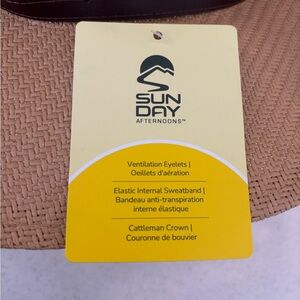 SUN
DAY
AFTERNOONS™
Ventilation Eyelets |
Oeillets d'aération
Elastic Internal Sweatband |
Bandeau anti-transpiration
interne élastique
Cattleman Crown |
Couronne de bouvier